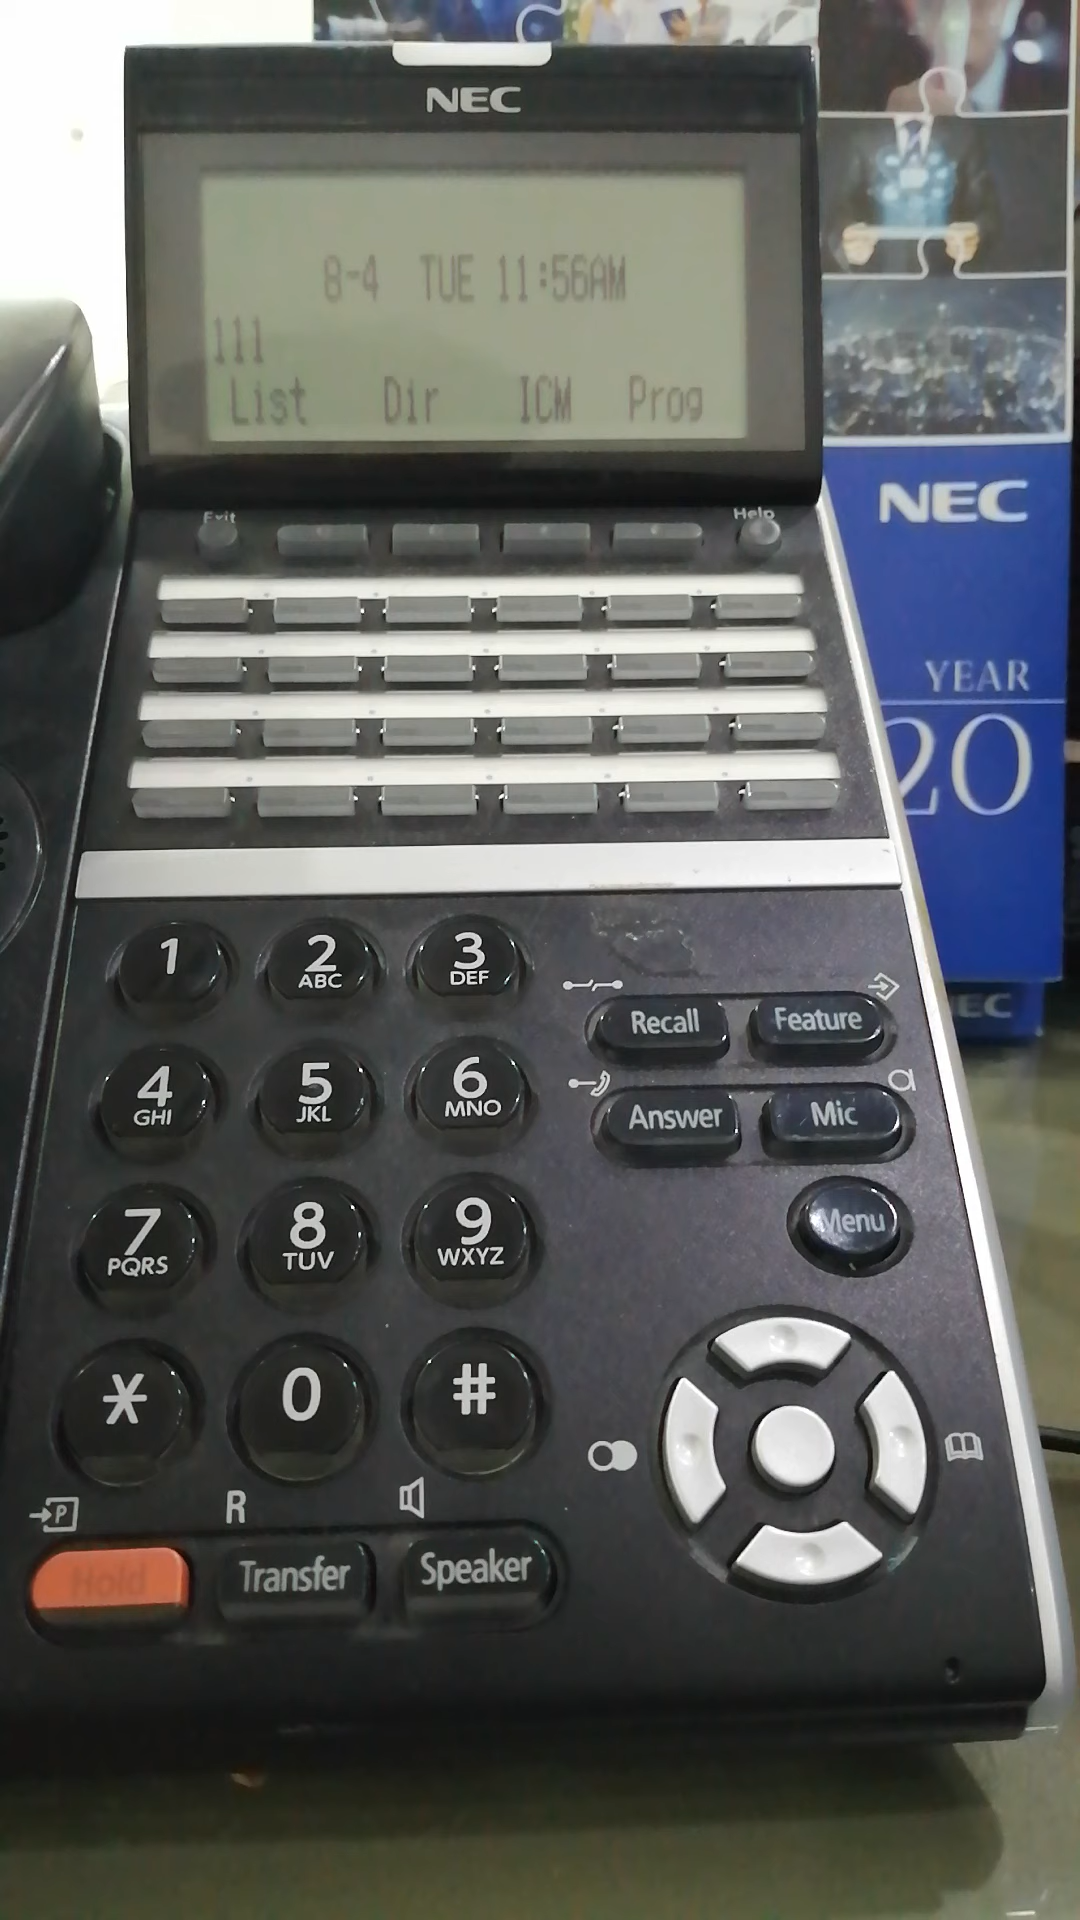 NEC
8-4 TUE 11:56AM
111
List Dir ICM Prog
Exit
Help
NEC
YEAR
20
NEC
1
2
ABC
3
DEF
Recall
Feature
4
GHI
5
JKL
6
MNO
Answer
Mic
7
PQRS
8
TUV
9
WXYZ
Menu
*
0
#
P
R
Hold
Transfer
Speaker